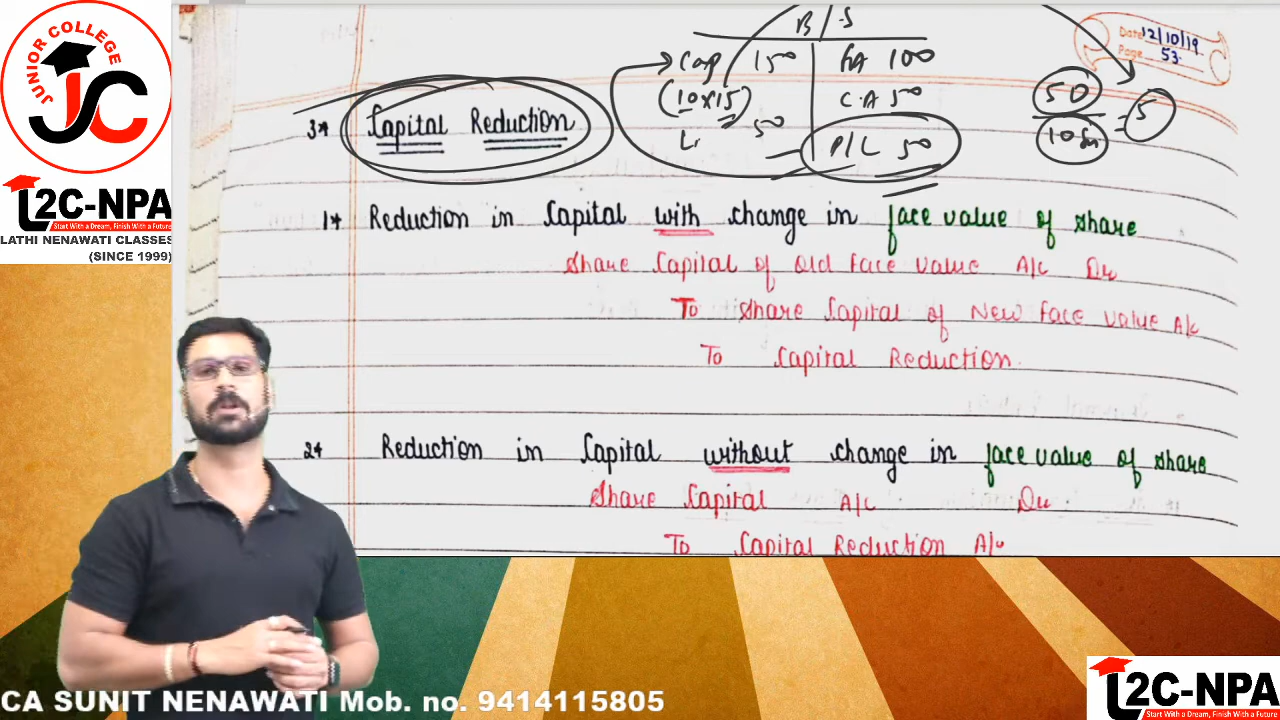 JUNIOR COLLEGE
JC
L2C-NPA
Start With a Dream, Finish With a Future
LATHI NENAWATI CLASSES
(SINCE 1999)
B/S
Date 12/10/19
Page 53
Cap 150 FA 100
(10x15) C.A 50
L 50 P/L 50
50
10 = 5
3* Capital Reduction
1* Reduction in Capital with change in face value of share
Share Capital of Old face value A/c Dr
To Share Capital of New face value A/c
To Capital Reduction.
2* Reduction in Capital without change in face value of share
Share Capital A/c Dr
To Capital Reduction A/c
CA SUNIT NENAWATI Mob. no. 9414115805
L2C-NPA
Start With a Dream, Finish With a Future